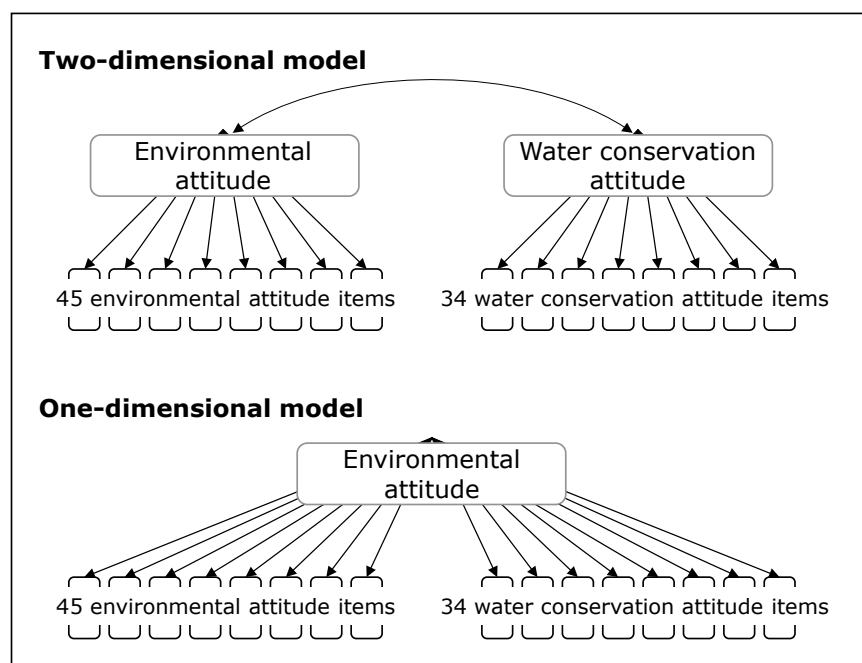 Two-dimensional model
Environmental
attitude
Water conservation
attitude
45 environmental attitude items
34 water conservation attitude items
One-dimensional model
Environmental
attitude
45 environmental attitude items
34 water conservation attitude items